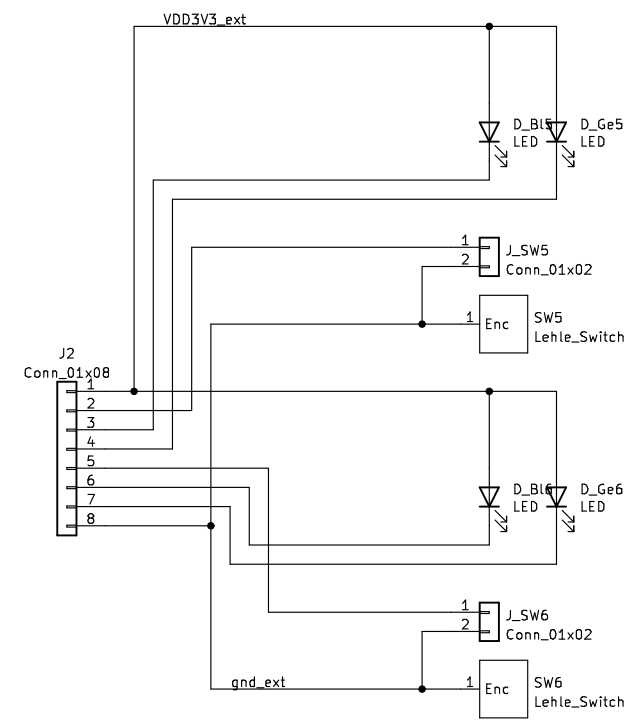 VDD3V3_ext
D_Bl5
LED
D_Ge5
LED
1
2
J_SW5
Conn_01x02
1
Enc
SW5
Lehle_Switch
J2
Conn_01x08
1
2
3
4
5
6
7
8
D_Bl6
LED
D_Ge6
LED
1
2
J_SW6
Conn_01x02
gnd_ext
1
Enc
SW6
Lehle_Switch